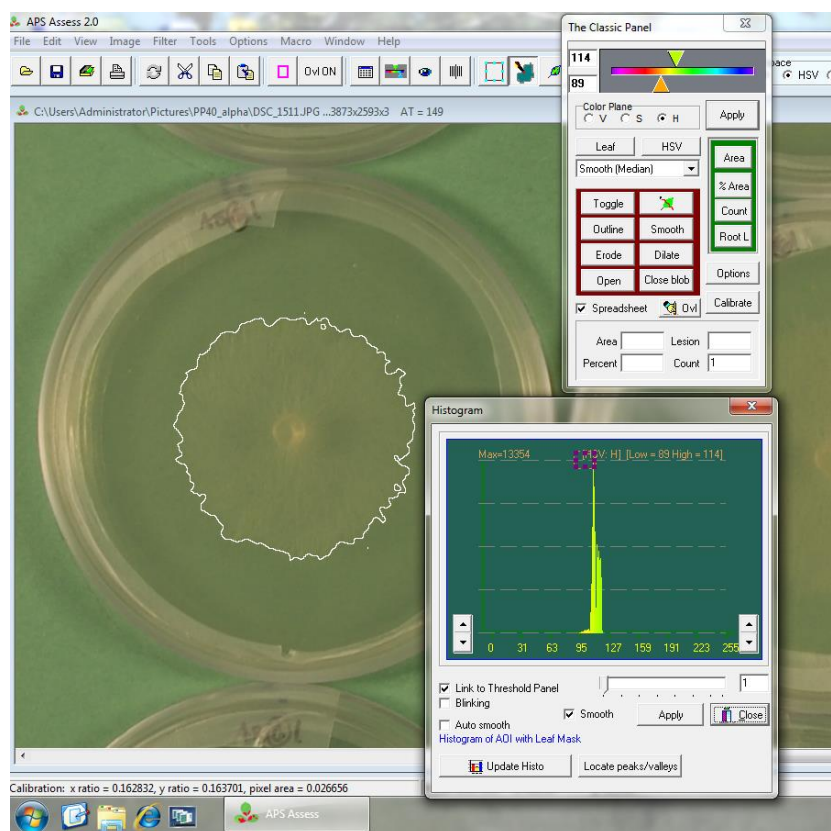 APS Assess 2.0
File Edit View Image Filter Tools Options Macro Window Help
Ovl ON
HSV
C:\Users\Administrator\Pictures\PP40_alpha\DSC_1511.JPG ...3873x2593x3 AT = 149
The Classic Panel
114
89
Color Plane
V S H
Apply
Leaf HSV
Smooth (Median)
Area
% Area
Count
Root L
Toggle
Outline Smooth
Erode Dilate
Open Close blob
Options
Spreadsheet Ovl Calibrate
Area Lesion
Percent Count 1
Histogram
Max=13354 H] [Low = 89 High = 114]
0 31 63 95 127 159 191 223 255
Link to Threshold Panel 1
Blinking
Auto smooth
Smooth Apply Close
Histogram of AOI with Leaf Mask
Update Histo Locate peaks/valleys
Calibration: x ratio = 0.162832, y ratio = 0.163701, pixel area = 0.026656
APS Assess